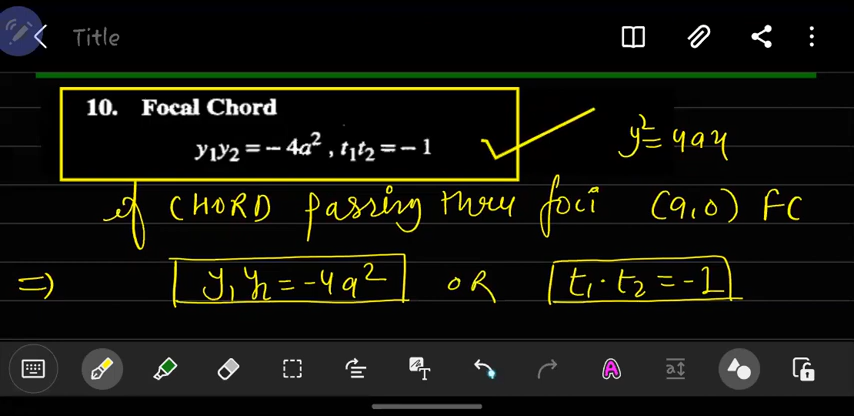 Title
10. Focal Chord
y₁y₂ = – 4a² , t₁t₂ = – 1
y² = 4ax
if CHORD passing thru foci (a,0) FC
⇒ y₁y₂ = -4a² OR t₁·t₂ = -1